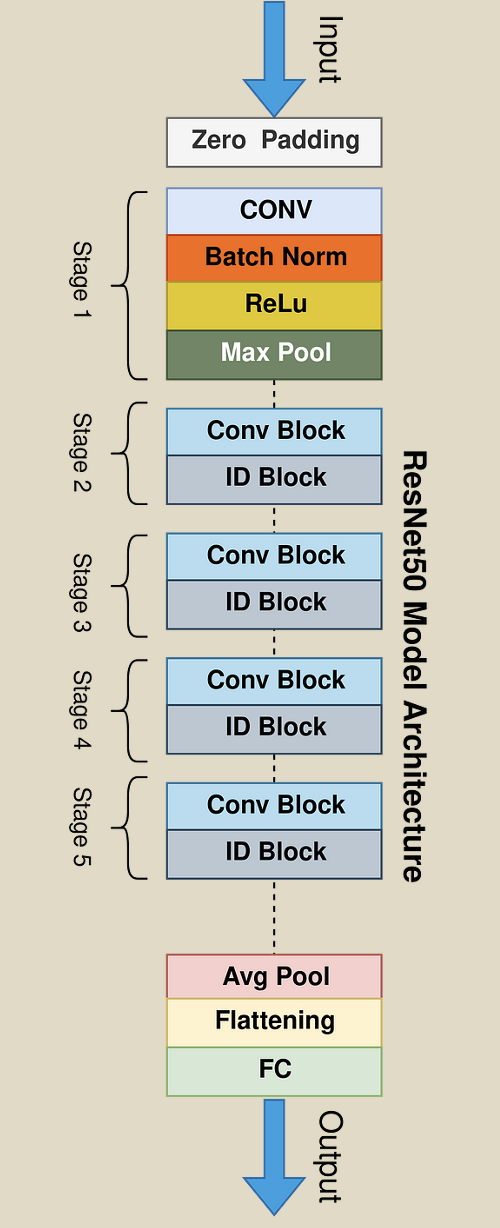 Input
Zero Padding
Stage 1
CONV
Batch Norm
ReLu
Max Pool
Stage 2
Conv Block
ID Block
Stage 3
Conv Block
ID Block
Stage 4
Conv Block
ID Block
Stage 5
Conv Block
ID Block
ResNet50 Model Architecture
Avg Pool
Flattening
FC
Output